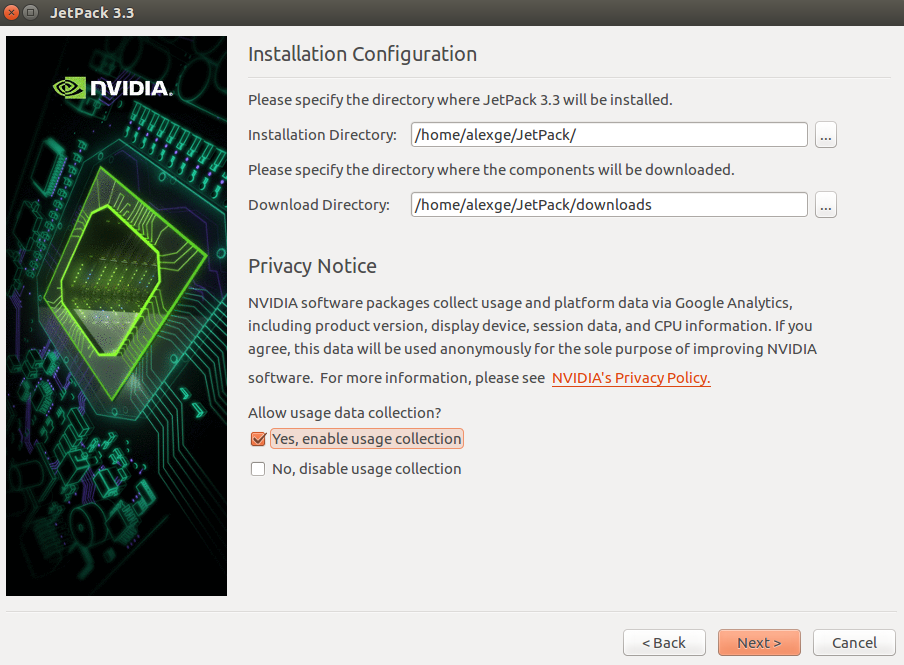 JetPack 3.3
NVIDIA.
Installation Configuration
Please specify the directory where JetPack 3.3 will be installed.
Installation Directory: /home/alexge/JetPack/ ...
Please specify the directory where the components will be downloaded.
Download Directory: /home/alexge/JetPack/downloads ...
Privacy Notice
NVIDIA software packages collect usage and platform data via Google Analytics,
including product version, display device, session data, and CPU information. If you
agree, this data will be used anonymously for the sole purpose of improving NVIDIA
software. For more information, please see NVIDIA's Privacy Policy.
Allow usage data collection?
Yes, enable usage collection
No, disable usage collection
< Back Next > Cancel